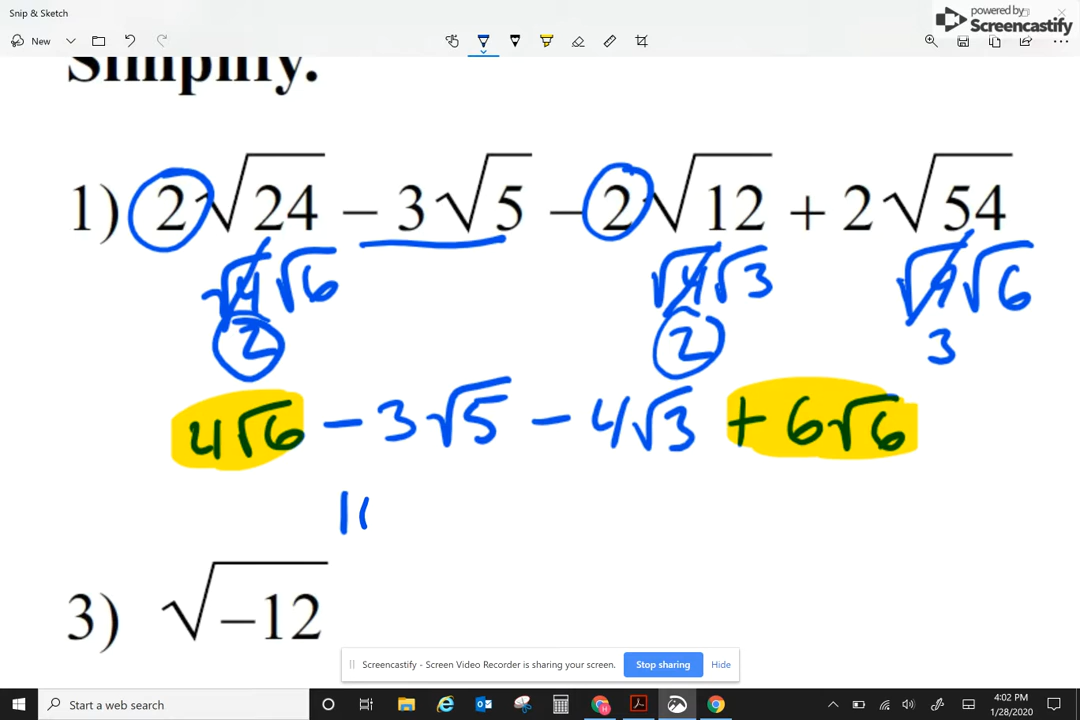 Snip & Sketch
New
powered by
Screencastify
Simplify.
1) 2√24 − 3√5 − 2√12 + 2√54
√4 √6 √4 √3 √9 √6
2 2 3
4√6 − 3√5 − 4√3 + 6√6
3) √−12
Screencastify - Screen Video Recorder is sharing your screen. Stop sharing Hide
Type a web search
4:02 PM
1/28/2020